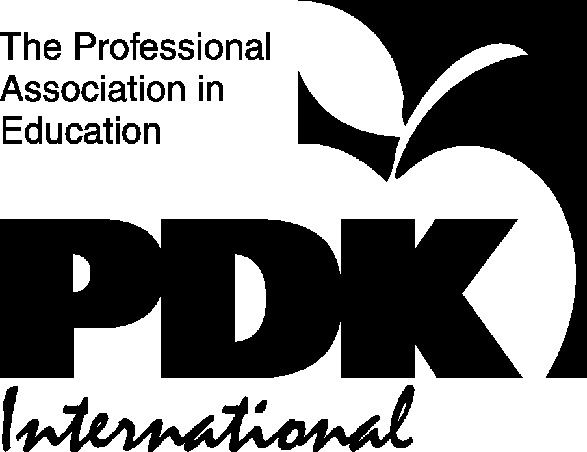 The Professional
Association in
Education
PDK
International